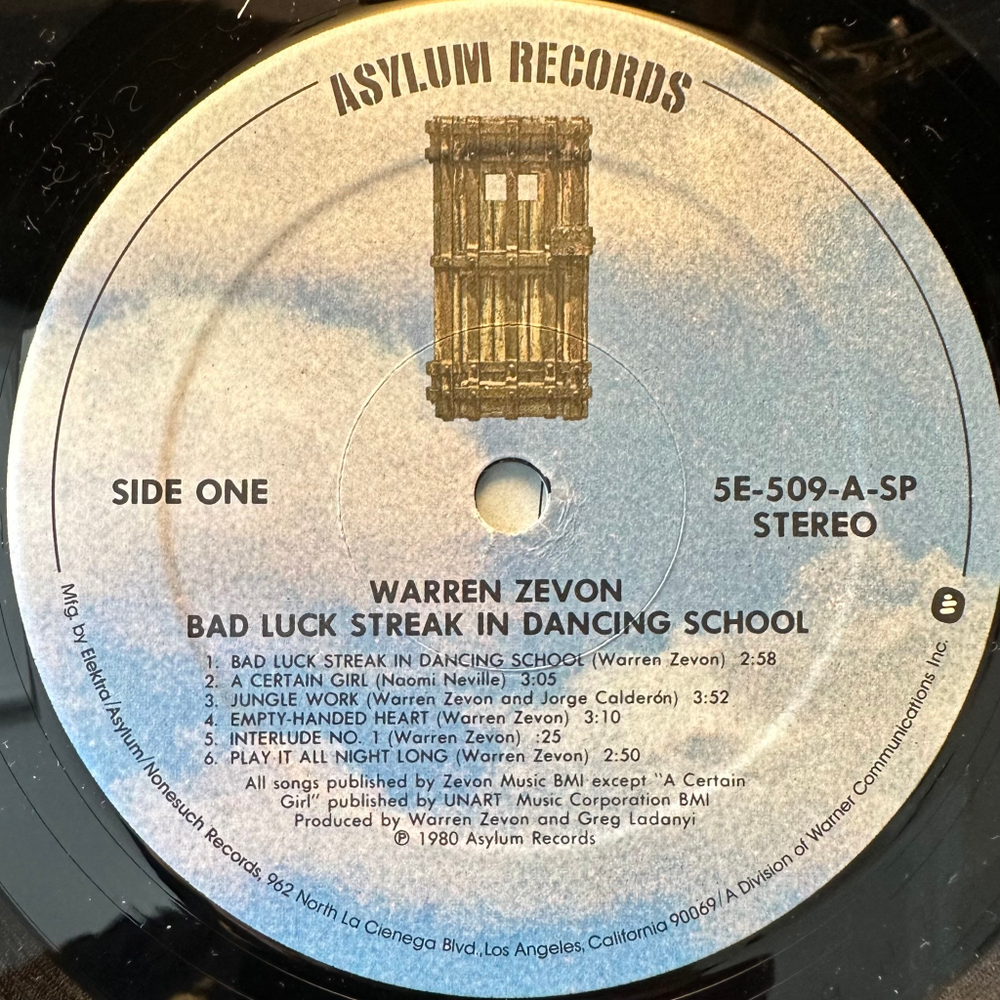 ASYLUM RECORDS
SIDE ONE
5E-509-A-SP
STEREO
WARREN ZEVON
BAD LUCK STREAK IN DANCING SCHOOL
1. BAD LUCK STREAK IN DANCING SCHOOL (Warren Zevon) 2:58
2. A CERTAIN GIRL (Naomi Neville) 3:05
3. JUNGLE WORK (Warren Zevon and Jorge Calderón) 3:52
4. EMPTY-HANDED HEART (Warren Zevon) 3:10
5. INTERLUDE NO. 1 (Warren Zevon) :25
6. PLAY IT ALL NIGHT LONG (Warren Zevon) 2:50
All songs published by Zevon Music BMI except "A Certain
Girl" published by UNART Music Corporation BMI
Produced by Warren Zevon and Greg Ladanyi
℗ 1980 Asylum Records
Mfg. by Elektra/Asylum/Nonesuch Records, 962 North La Cienega Blvd., Los Angeles, California 90069/A Division of Warner Communications Inc.